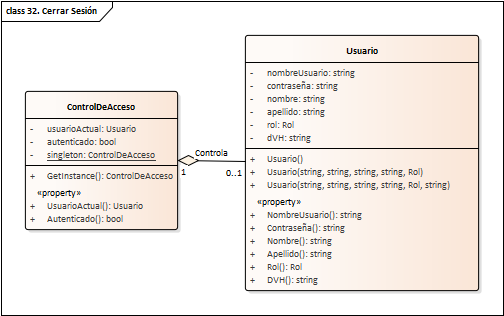 class 32. Cerrar Sesión
ControlDeAcceso
- usuarioActual: Usuario
- autenticado: bool
- singleton: ControlDeAcceso
+ GetInstance(): ControlDeAcceso
«property»
+ UsuarioActual(): Usuario
+ Autenticado(): bool
Controla
1
0..1
Usuario
- nombreUsuario: string
- contraseña: string
- nombre: string
- apellido: string
- rol: Rol
- dVH: string
+ Usuario()
+ Usuario(string, string, string, string, Rol)
+ Usuario(string, string, string, string, Rol, string)
«property»
+ NombreUsuario(): string
+ Contraseña(): string
+ Nombre(): string
+ Apellido(): string
+ Rol(): Rol
+ DVH(): string